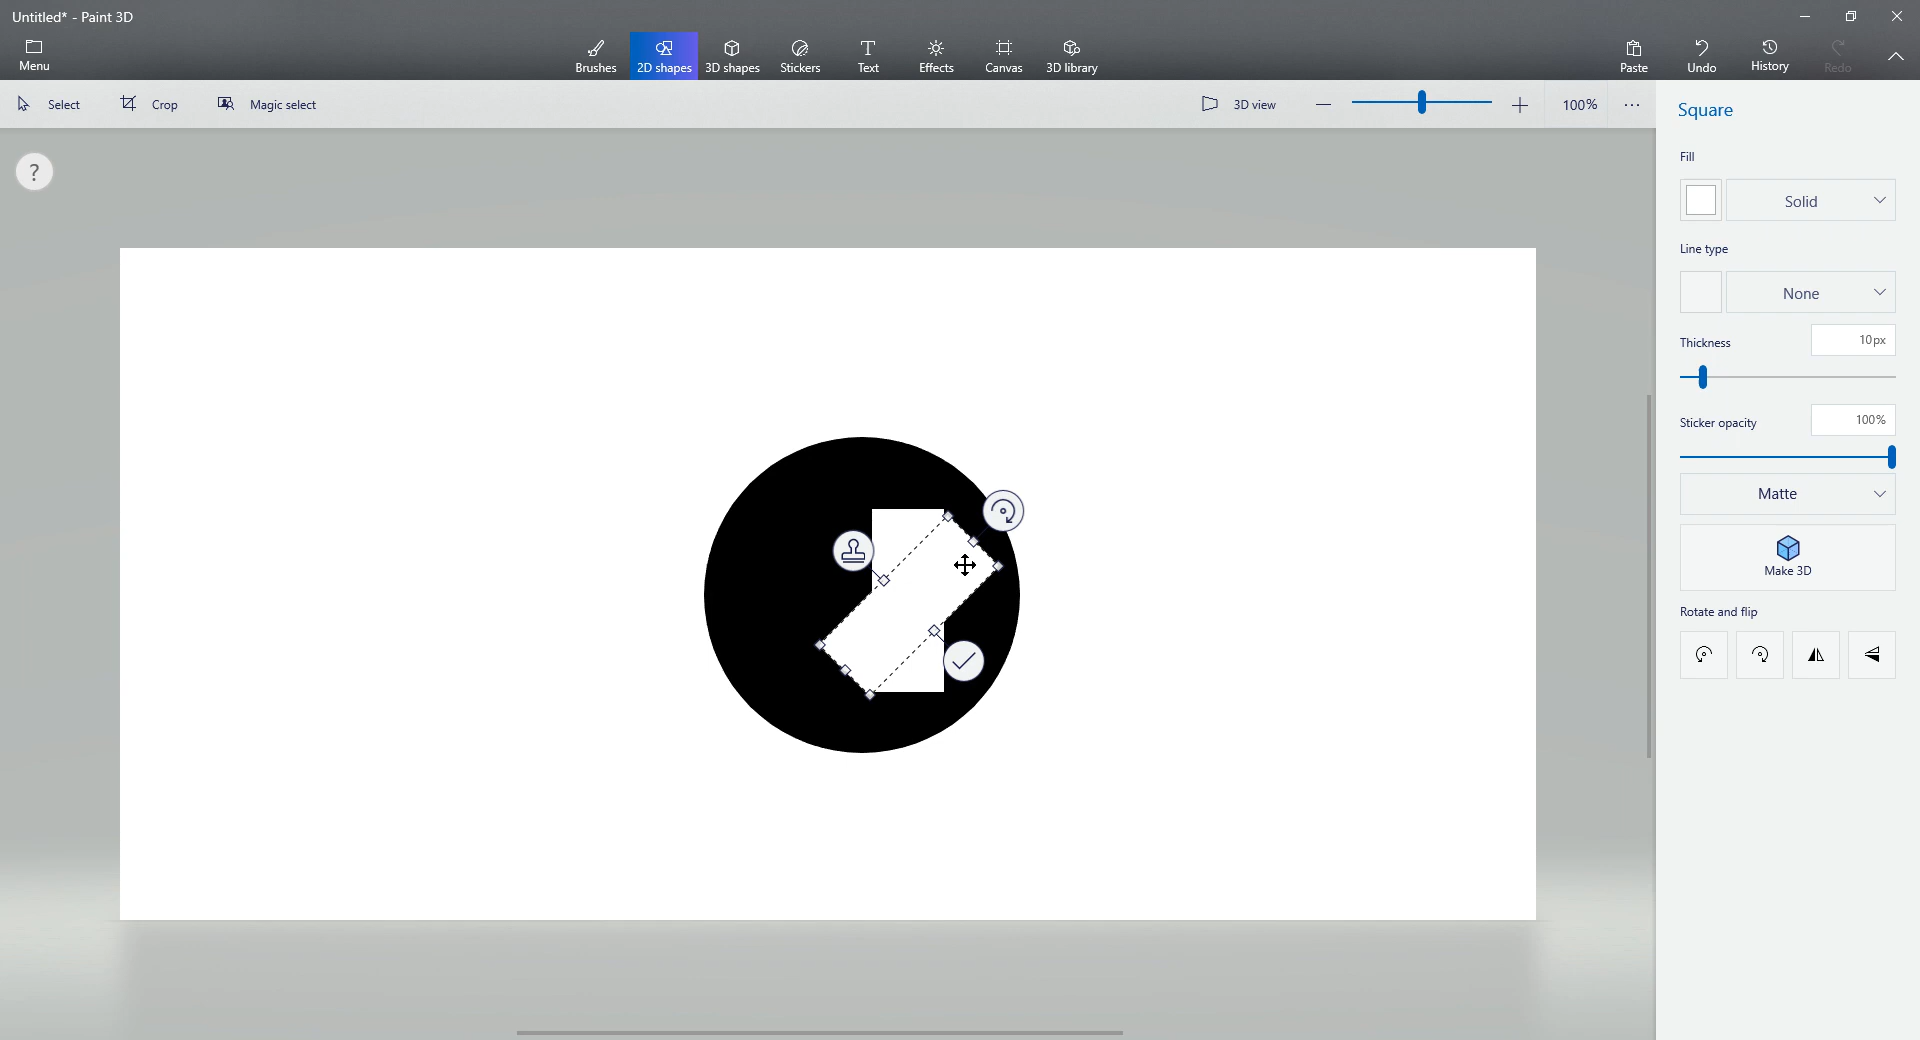 Untitled* - Paint 3D
Menu
Brushes
2D shapes
3D shapes
Stickers
Text
Effects
Canvas
3D library
Paste
Undo
History
Redo
Select
Crop
Magic select
3D view
100%
?
Square
Fill
Solid
Line type
None
Thickness
10px
Sticker opacity
100%
Matte
Make 3D
Rotate and flip